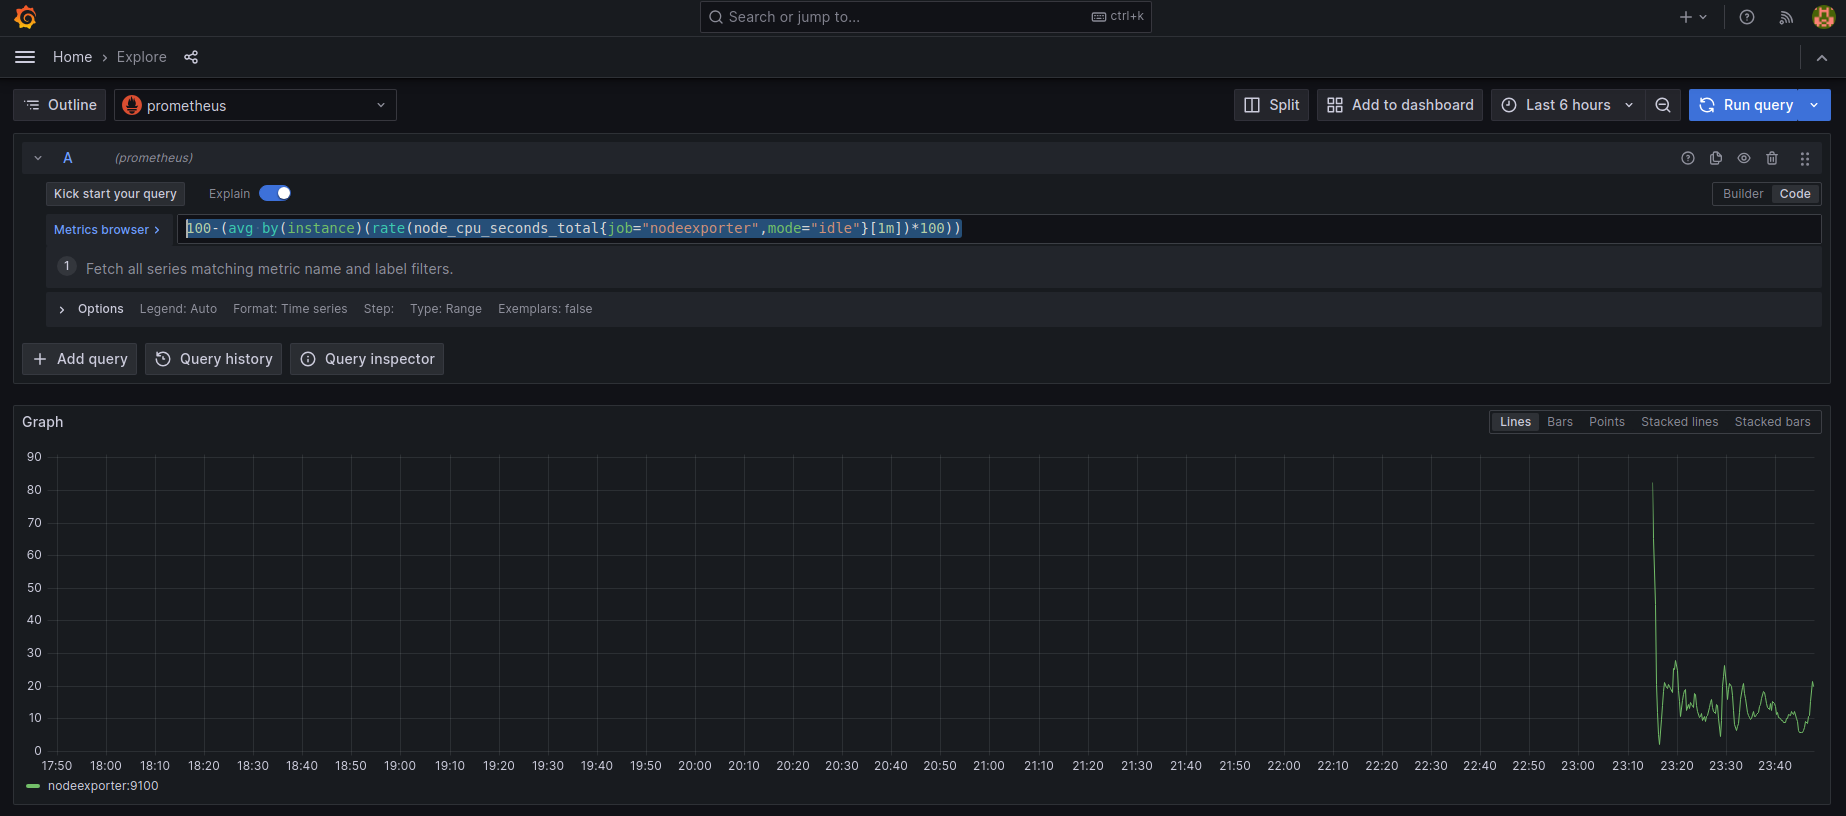 Search or jump to... ctrl+k
Home › Explore
Outline prometheus Split Add to dashboard Last 6 hours Run query
A (prometheus)
Kick start your query Explain Builder Code
Metrics browser › 100-(avg by(instance)(rate(node_cpu_seconds_total{job="nodeexporter",mode="idle"}[1m])*100))
1 Fetch all series matching metric name and label filters.
Options Legend: Auto Format: Time series Step: Type: Range Exemplars: false
+ Add query Query history Query inspector
Graph Lines Bars Points Stacked lines Stacked bars
90
80
70
60
50
40
30
20
10
0
17:50 18:00 18:10 18:20 18:30 18:40 18:50 19:00 19:10 19:20 19:30 19:40 19:50 20:00 20:10 20:20 20:30 20:40 20:50 21:00 21:10 21:20 21:30 21:40 21:50 22:00 22:10 22:20 22:30 22:40 22:50 23:00 23:10 23:20 23:30 23:40
nodeexporter:9100